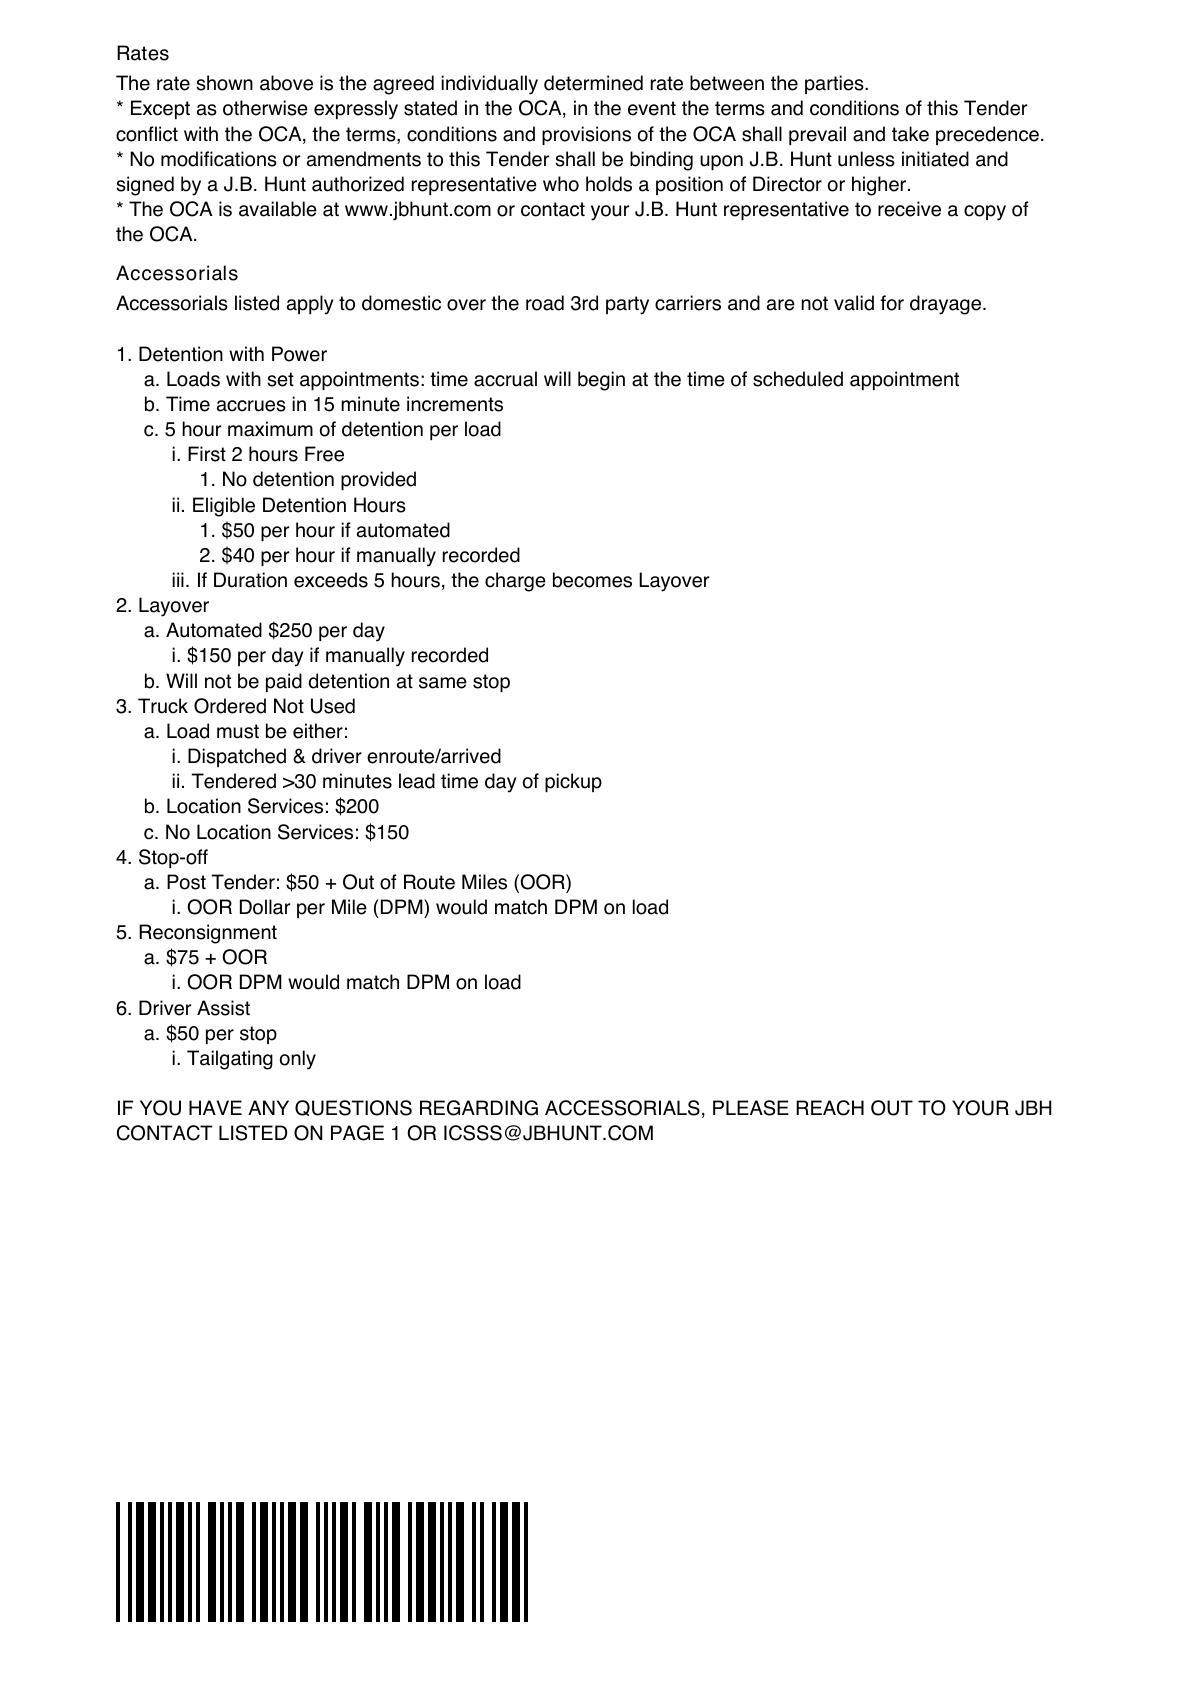 Rates
The rate shown above is the agreed individually determined rate between the parties.
* Except as otherwise expressly stated in the OCA, in the event the terms and conditions of this Tender
conflict with the OCA, the terms, conditions and provisions of the OCA shall prevail and take precedence.
* No modifications or amendments to this Tender shall be binding upon J.B. Hunt unless initiated and
signed by a J.B. Hunt authorized representative who holds a position of Director or higher.
* The OCA is available at www.jbhunt.com or contact your J.B. Hunt representative to receive a copy of
the OCA.
Accessorials
Accessorials listed apply to domestic over the road 3rd party carriers and are not valid for drayage.
1. Detention with Power
a. Loads with set appointments: time accrual will begin at the time of scheduled appointment
b. Time accrues in 15 minute increments
c. 5 hour maximum of detention per load
i. First 2 hours Free
1. No detention provided
ii. Eligible Detention Hours
1. $50 per hour if automated
2. $40 per hour if manually recorded
iii. If Duration exceeds 5 hours, the charge becomes Layover
2. Layover
a. Automated $250 per day
i. $150 per day if manually recorded
b. Will not be paid detention at same stop
3. Truck Ordered Not Used
a. Load must be either:
i. Dispatched & driver enroute/arrived
ii. Tendered >30 minutes lead time day of pickup
b. Location Services: $200
c. No Location Services: $150
4. Stop-off
a. Post Tender: $50 + Out of Route Miles (OOR)
i. OOR Dollar per Mile (DPM) would match DPM on load
5. Reconsignment
a. $75 + OOR
i. OOR DPM would match DPM on load
6. Driver Assist
a. $50 per stop
i. Tailgating only
IF YOU HAVE ANY QUESTIONS REGARDING ACCESSORIALS, PLEASE REACH OUT TO YOUR JBH
CONTACT LISTED ON PAGE 1 OR ICSSS@JBHUNT.COM